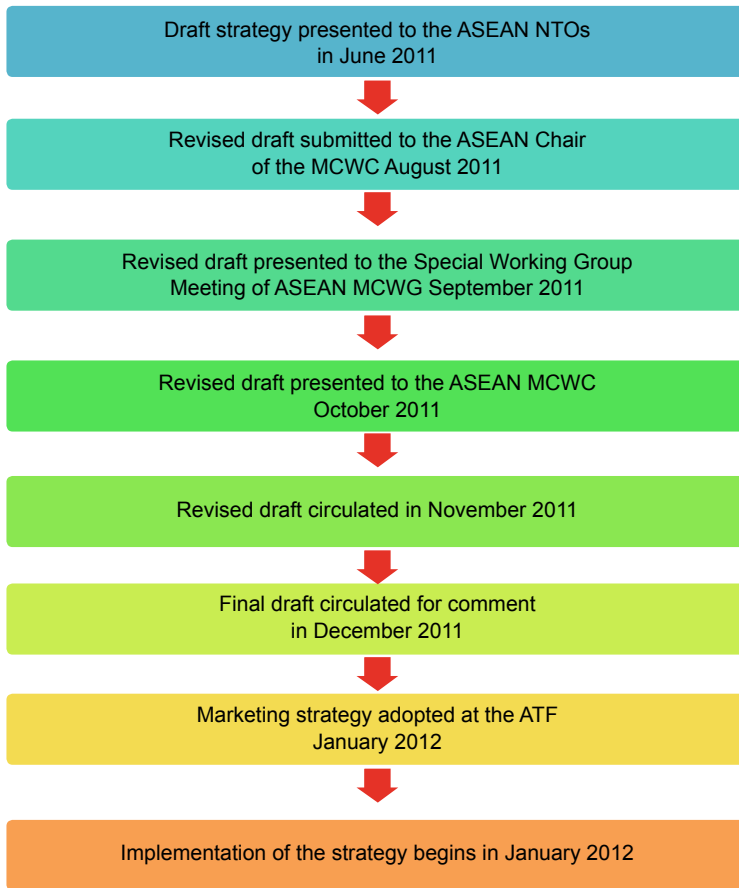 Draft strategy presented to the ASEAN NTOs
in June 2011
Revised draft submitted to the ASEAN Chair
of the MCWC August 2011
Revised draft presented to the Special Working Group
Meeting of ASEAN MCWG September 2011
Revised draft presented to the ASEAN MCWC
October 2011
Revised draft circulated in November 2011
Final draft circulated for comment
in December 2011
Marketing strategy adopted at the ATF
January 2012
Implementation of the strategy begins in January 2012